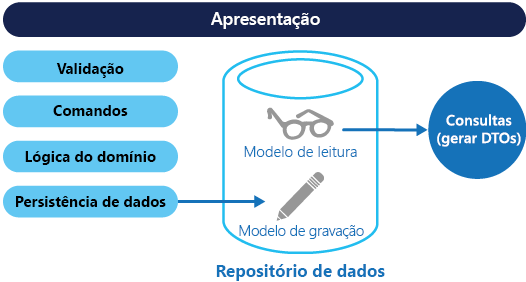 Apresentação
Validação
Comandos
Lógica do domínio
Persistência de dados
Modelo de leitura
Modelo de gravação
Consultas
(gerar DTOs)
Repositório de dados